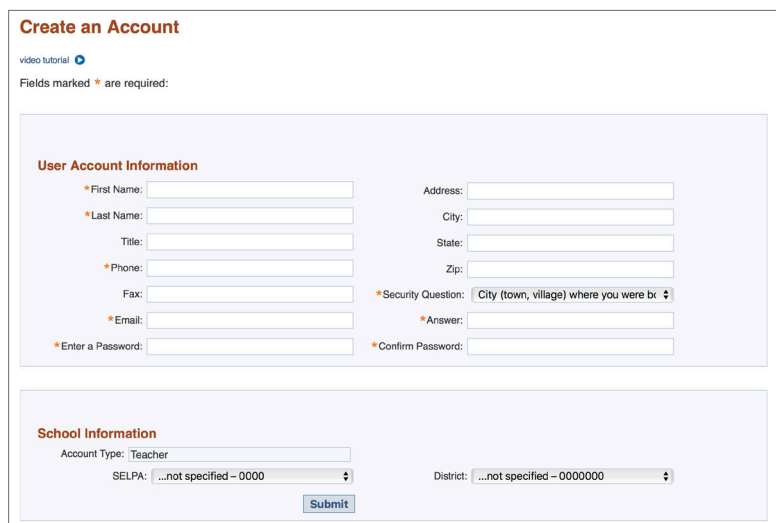 Create an Account
video tutorial
Fields marked * are required:
User Account Information
*First Name:
Address:
*Last Name:
City:
Title:
State:
*Phone:
Zip:
Fax:
*Security Question: City (town, village) where you were bo
*Email:
*Answer:
*Enter a Password:
*Confirm Password:
School Information
Account Type: Teacher
SELPA: ...not specified – 0000
District: ...not specified – 0000000
Submit